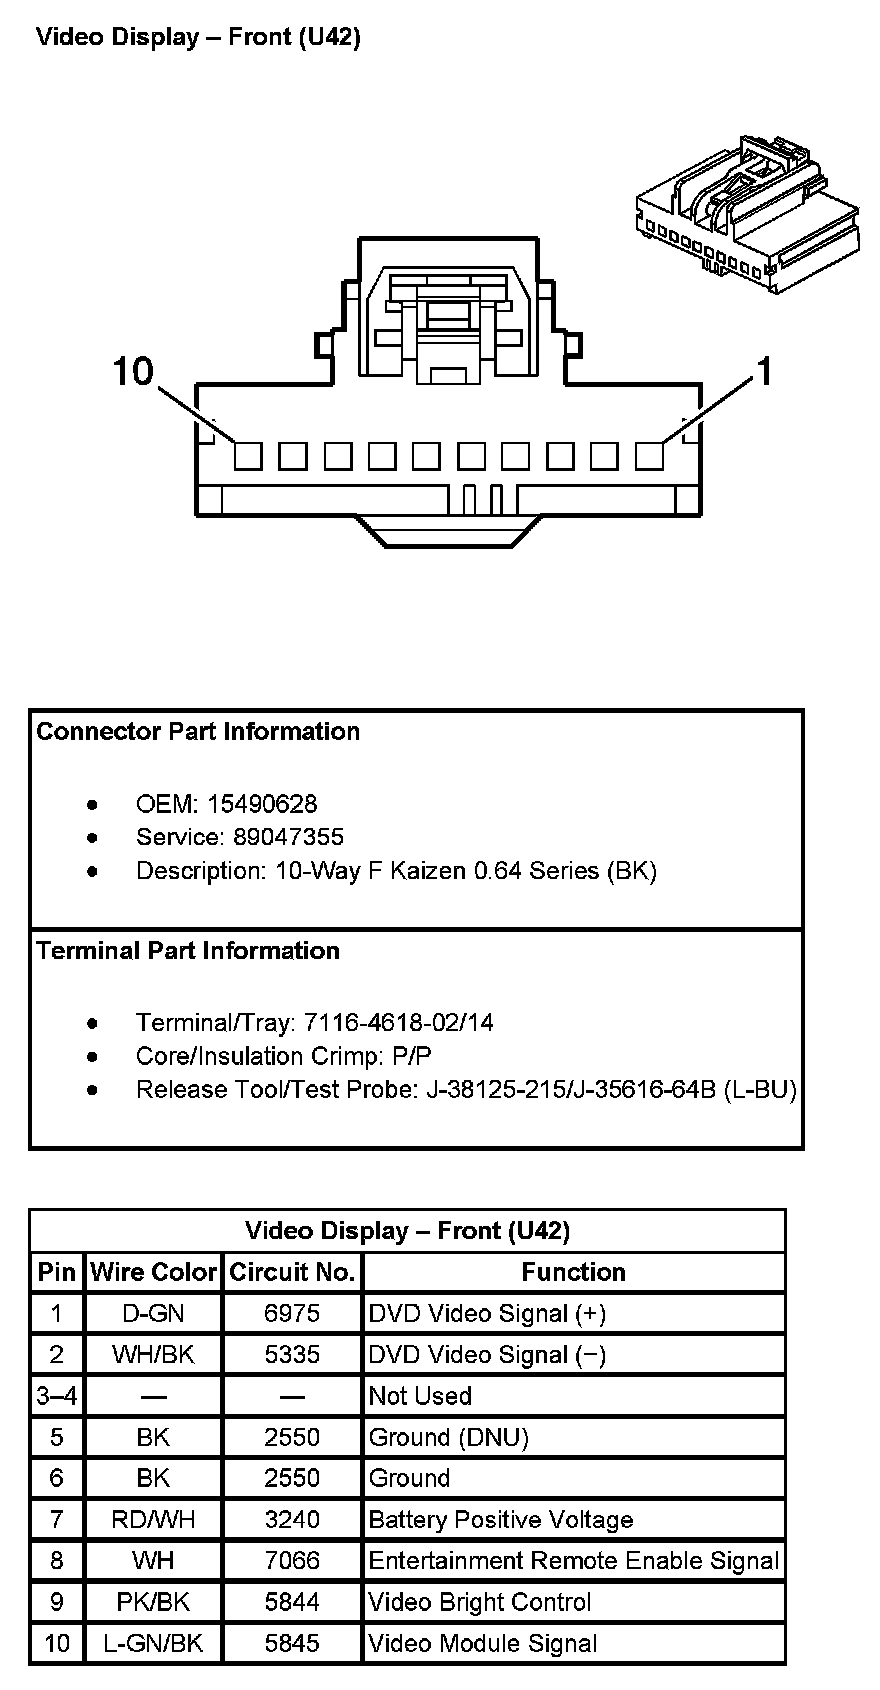 Video Display – Front (U42)
10
1
Connector Part Information
● OEM: 15490628
● Service: 89047355
● Description: 10-Way F Kaizen 0.64 Series (BK)
Terminal Part Information
● Terminal/Tray: 7116-4618-02/14
● Core/Insulation Crimp: P/P
● Release Tool/Test Probe: J-38125-215/J-35616-64B (L-BU)
Video Display – Front (U42)
Pin Wire Color Circuit No. Function
1 D-GN 6975 DVD Video Signal (+)
2 WH/BK 5335 DVD Video Signal (−)
3–4 — — Not Used
5 BK 2550 Ground (DNU)
6 BK 2550 Ground
7 RD/WH 3240 Battery Positive Voltage
8 WH 7066 Entertainment Remote Enable Signal
9 PK/BK 5844 Video Bright Control
10 L-GN/BK 5845 Video Module Signal